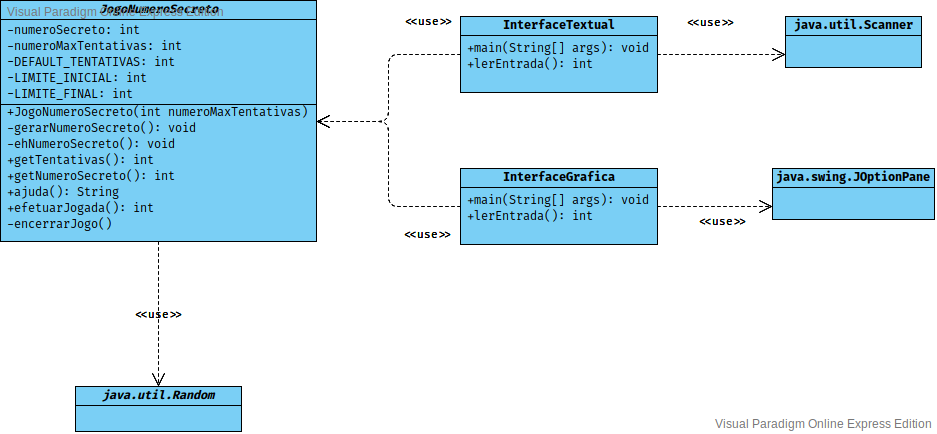 JogoNumeroSecreto
Visual Paradigm Online Express Edition
-numeroSecreto: int
-numeroMaxTentativas: int
-DEFAULT_TENTATIVAS: int
-LIMITE_INICIAL: int
-LIMITE_FINAL: int
+JogoNumeroSecreto(int numeroMaxTentativas)
-gerarNumeroSecreto(): void
-ehNumeroSecreto(): void
+getTentativas(): int
+getNumeroSecreto(): int
+ajuda(): String
+efetuarJogada(): int
-encerrarJogo()
<<use>>
InterfaceTextual
+main(String[] args): void
+lerEntrada(): int
<<use>>
java.util.Scanner
InterfaceGrafica
+main(String[] args): void
+lerEntrada(): int
<<use>>
<<use>>
java.swing.JOptionPane
<<use>>
java.util.Random
Visual Paradigm Online Express Edition